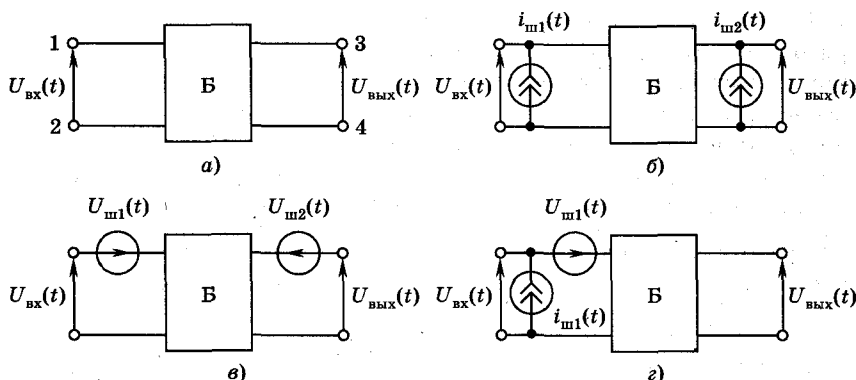 1
3
U_вх(t)
Б
U_вых(t)
2
4
а)
i_ш1(t)
i_ш2(t)
U_вх(t)
Б
U_вых(t)
б)
U_ш1(t)
U_ш2(t)
U_вх(t)
Б
U_вых(t)
в)
U_ш1(t)
U_вх(t)
i_ш1(t)
Б
U_вых(t)
г)